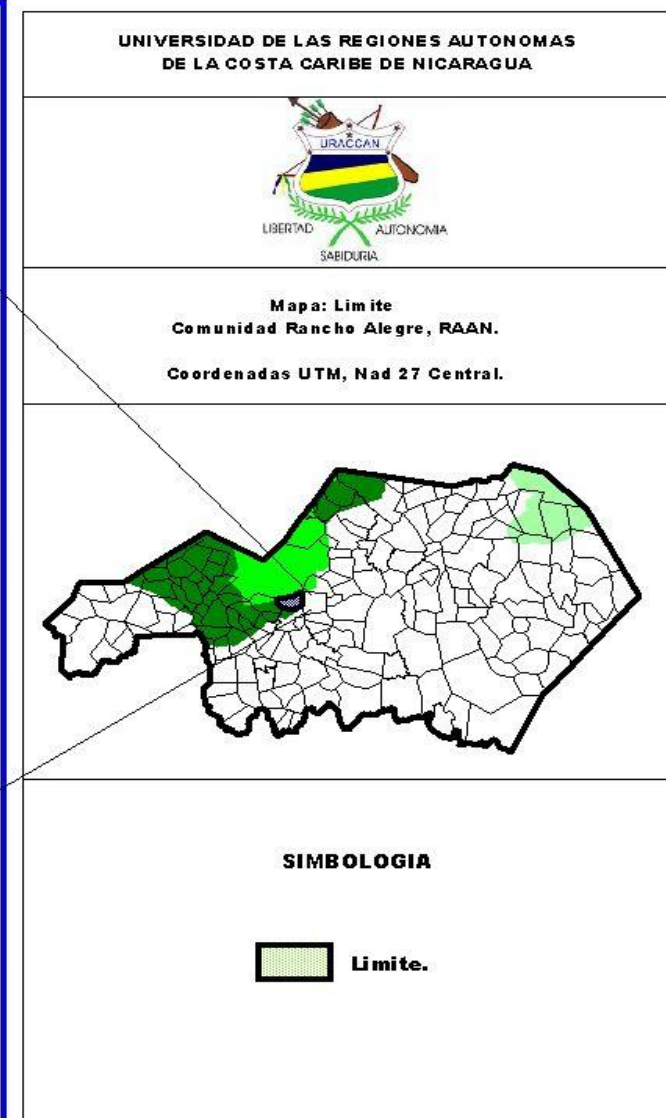 UNIVERSIDAD DE LAS REGIONES AUTONOMAS
DE LA COSTA CARIBE DE NICARAGUA
URACCAN
LIBERTAD AUTONOMIA
SABIDURIA
Mapa: Limite
Comunidad Rancho Alegre, RAAN.
Coordenadas UTM, Nad 27 Central.
SIMBOLOGIA
Limite.